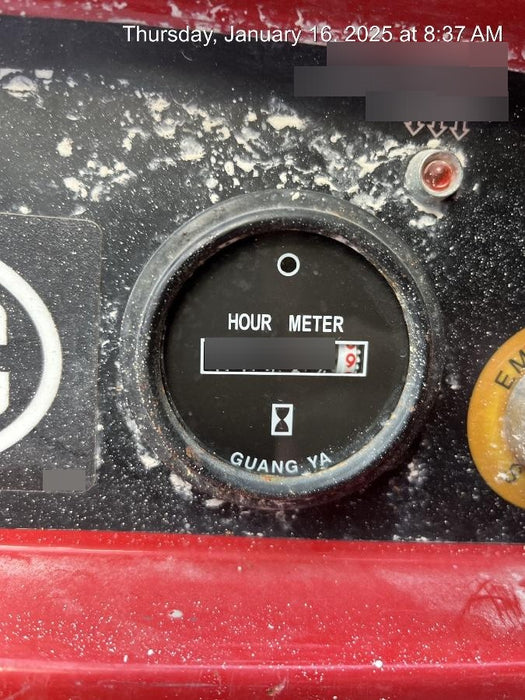 Thursday, January 16, 2025 at 8:37 AM
HOUR METER
9
GUANG YA
E.M